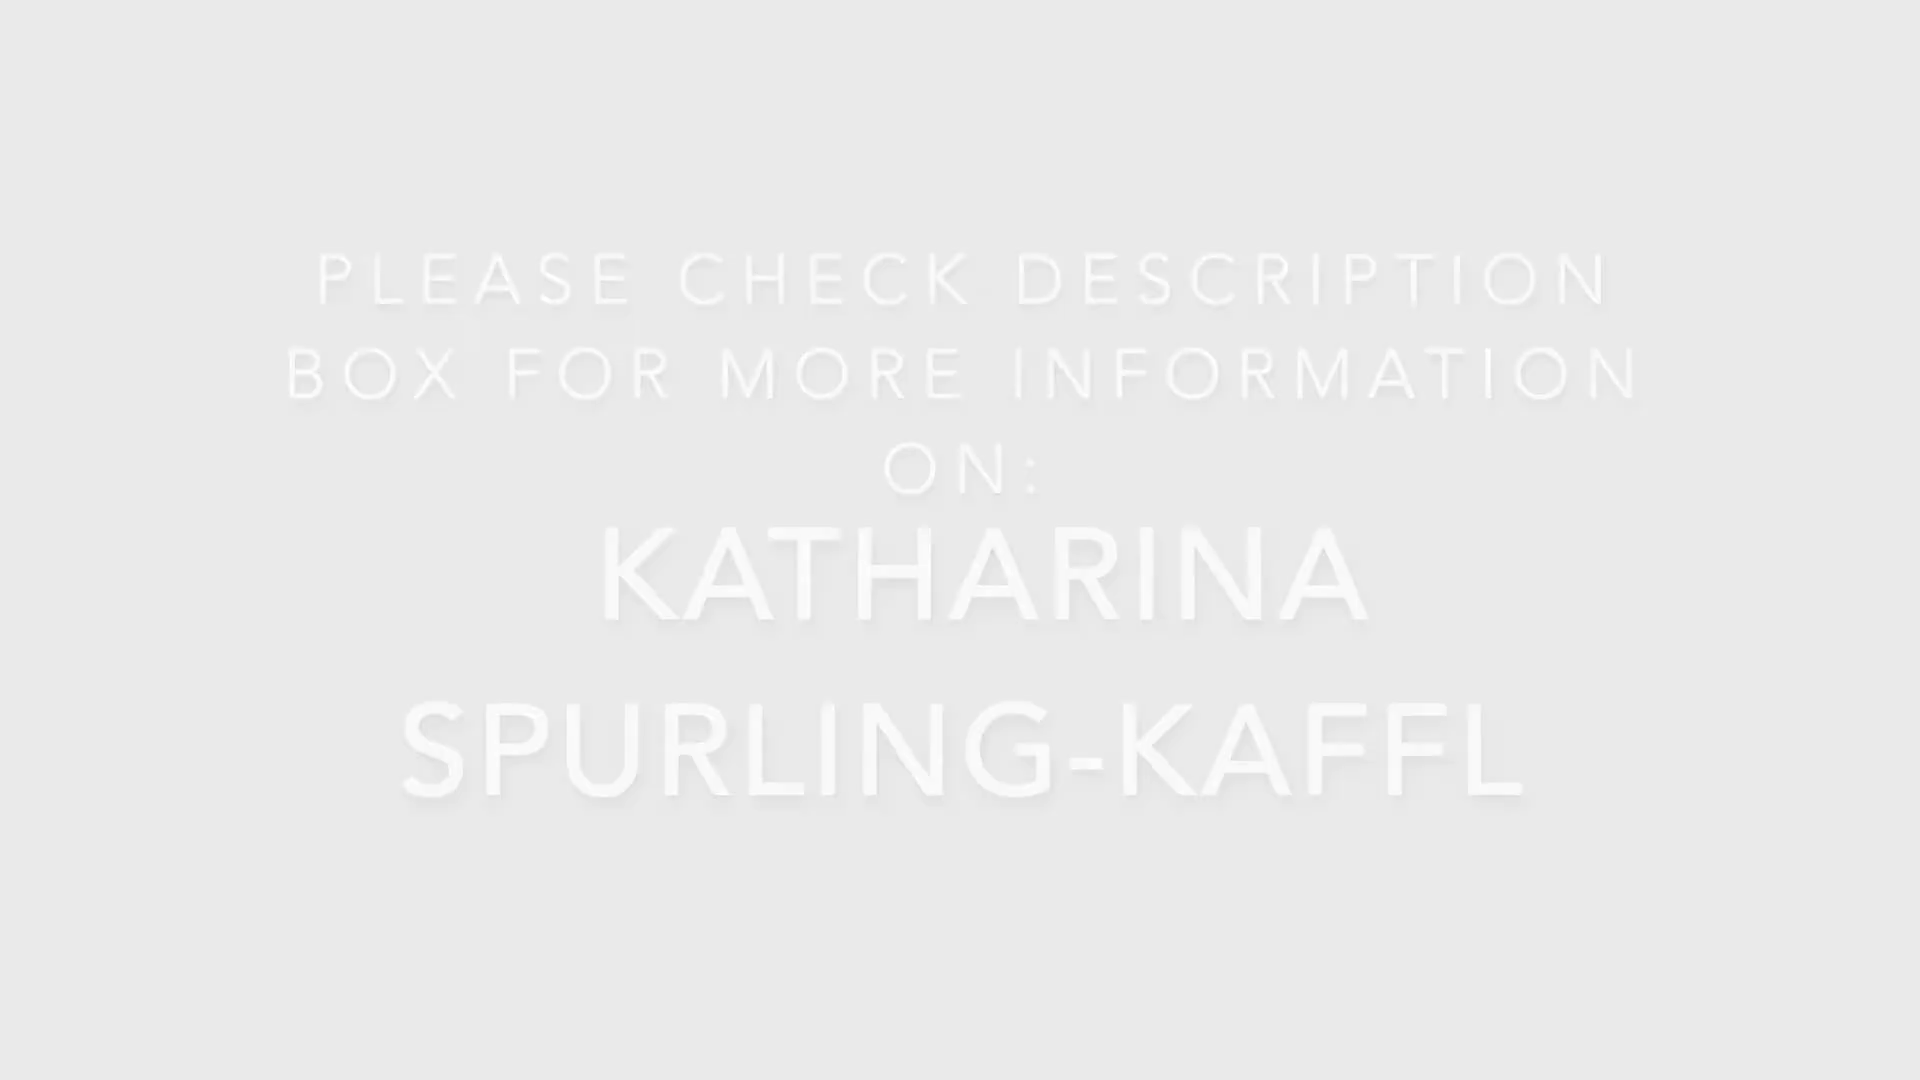 PLEASE CHECK DESCRIPTION
BOX FOR MORE INFORMATION
ON:
KATHARINA
SPURLING-KAFFL